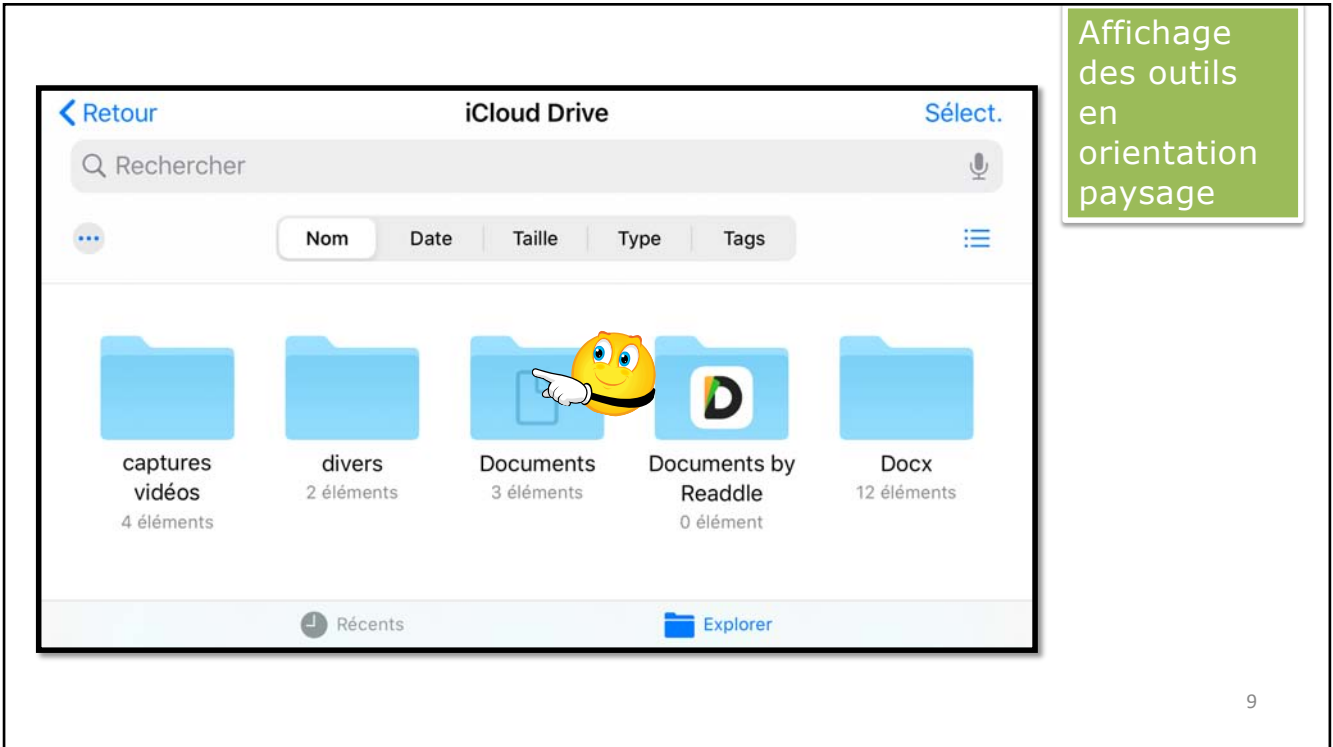 Affichage
des outils
en
orientation
paysage
Retour
iCloud Drive
Sélect.
Rechercher
Nom Date Taille Type Tags
captures
vidéos
4 éléments
divers
2 éléments
Documents
3 éléments
D
Documents by
Readdle
0 élément
Docx
12 éléments
Récents
Explorer
9